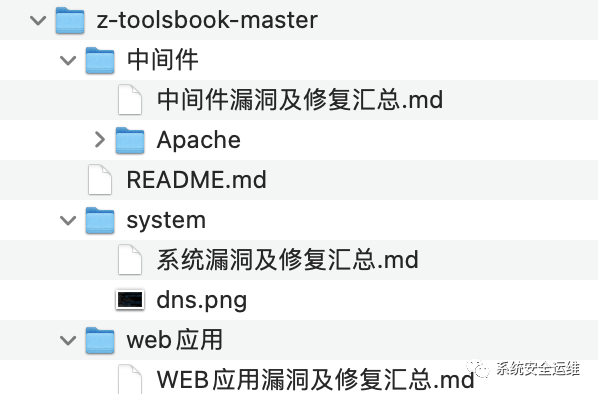 z-toolsbook-master
中间件
中间件漏洞及修复汇总.md
Apache
README.md
system
系统漏洞及修复汇总.md
dns.png
web应用
WEB应用漏洞及修复汇总.md
系统安全运维